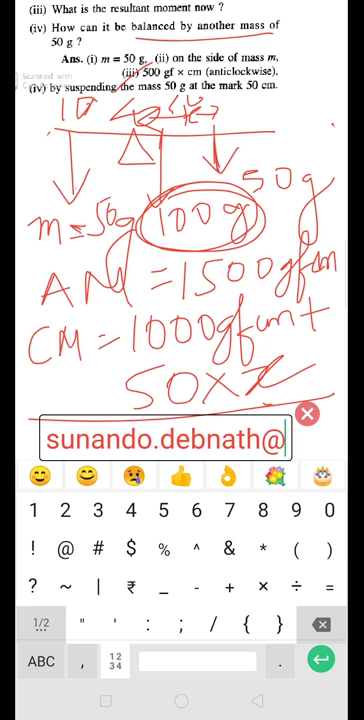 (iii) What is the resultant moment now ?
(iv) How can it be balanced by another mass of
50 g ?
Ans. (i) m = 50 g, (ii) on the side of mass m,
(iii) 500 gf × cm (anticlockwise),
(iv) by suspending the mass 50 g at the mark 50 cm.
Scanned with
10
50g
m = 50g 100g
AM = 1500gfcm
CM = 1000gfcm +
50 × x
sunando.debnath@
1 2 3 4 5 6 7 8 9 0
! @ # $ % ^ & * ( )
? ~ | ₹ _ - + × ÷ =
1/2 " ' : ; / { }
ABC , 12 34 .